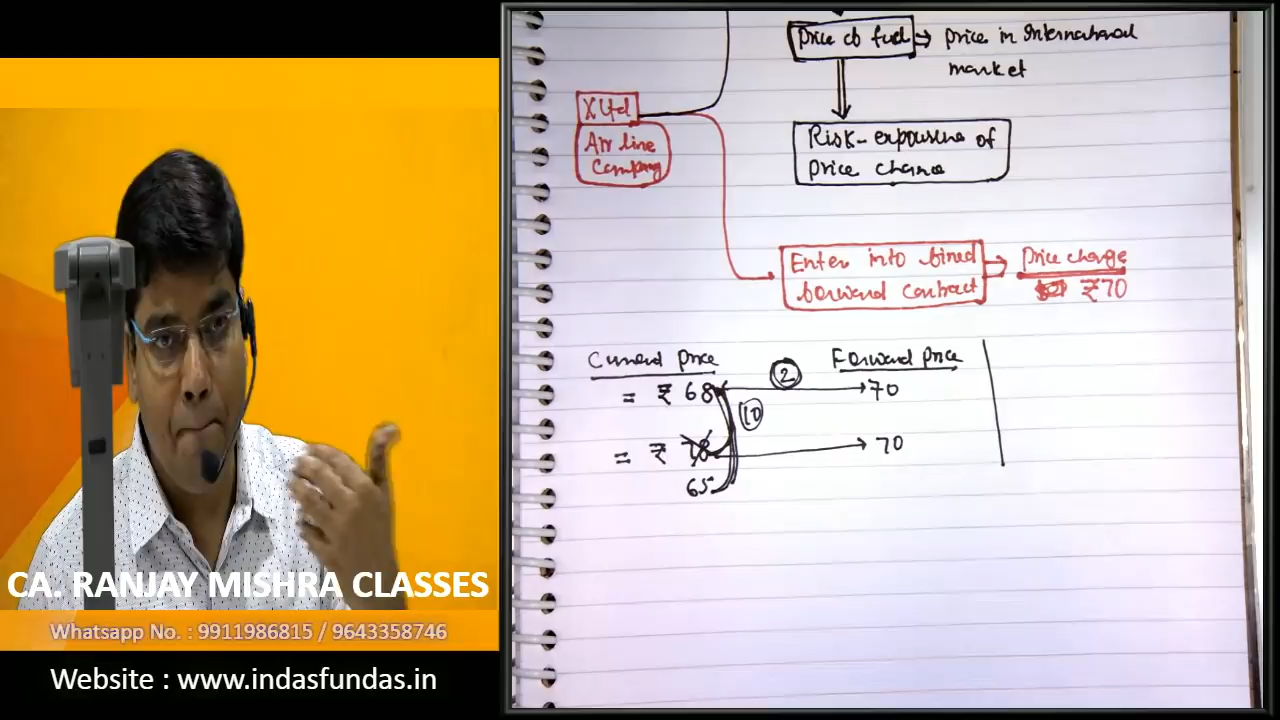 Price of fuel ⇒ price in International
market
X Ltd
Air line
Company
Risk-exposure of
price change
Enter into fixed
forward contract
Price charge
₹70
Current price
Forward price
= ₹ 68
2
70
10
= ₹ 78
70
65
CA. RANJAY MISHRA CLASSES
Whatsapp No. : 9911986815 / 9643358746
Website : www.indasfundas.in